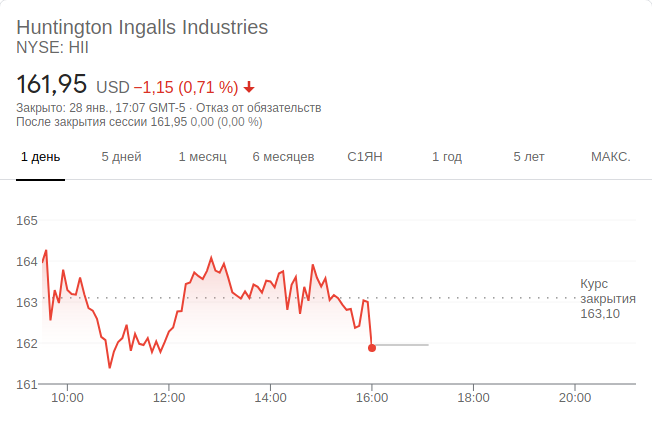 Huntington Ingalls Industries
NYSE: HII
161,95 USD −1,15 (0,71 %)
Закрыто: 28 янв., 17:07 GMT-5 · Отказ от обязательств
После закрытия сессии 161,95 0,00 (0,00 %)
1 день 5 дней 1 месяц 6 месяцев С1ЯН 1 год 5 лет МАКС.
165
164
163
162
161
Курс
закрытия
163,10
10:00 12:00 14:00 16:00 18:00 20:00